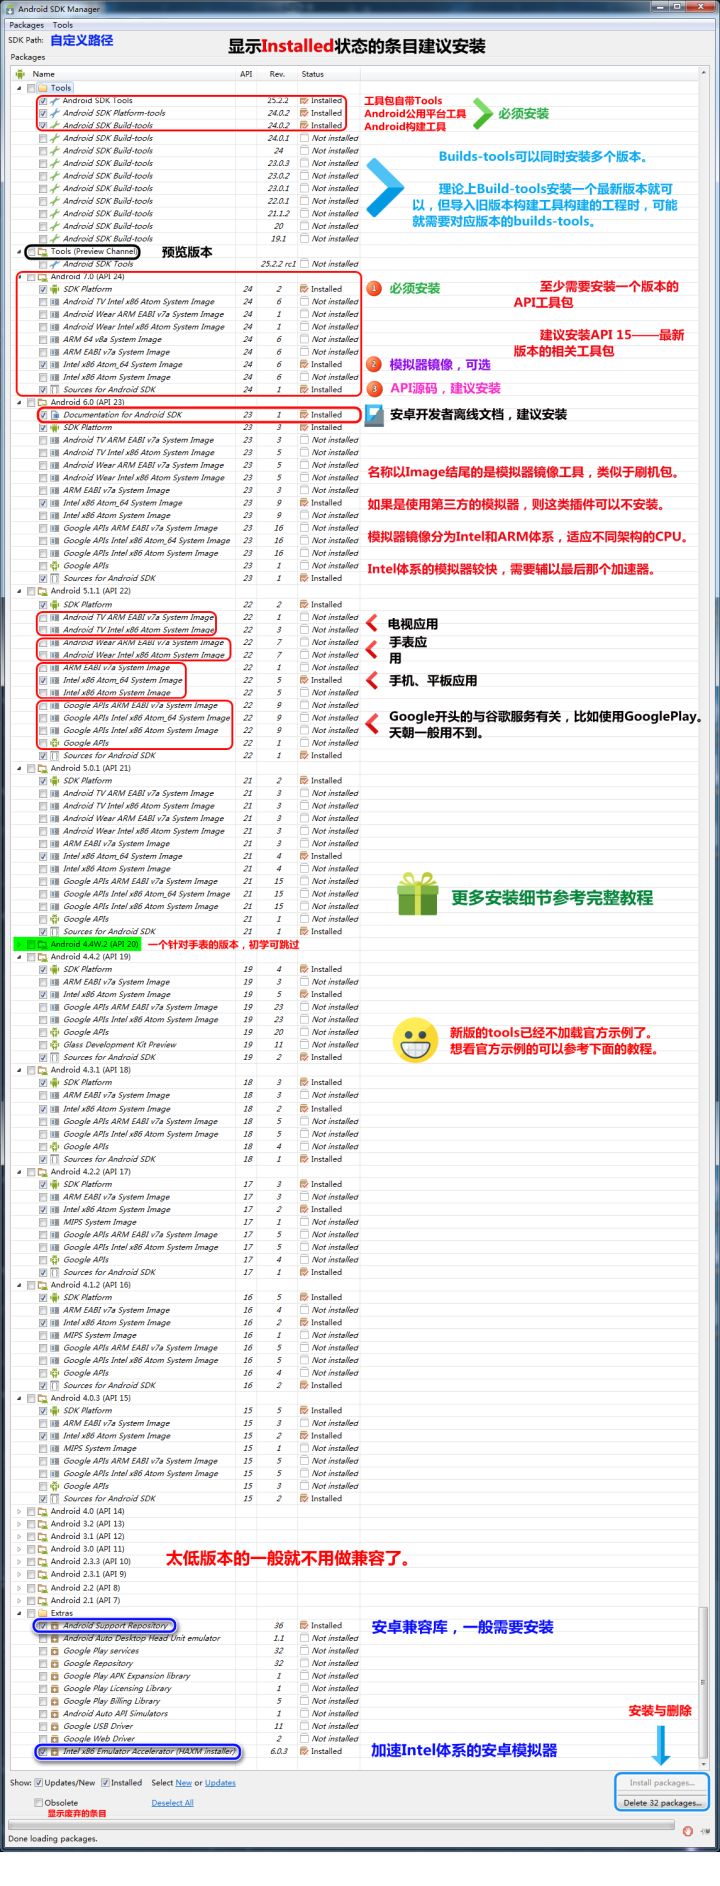 Android SDK Manager
Packages Tools
SDK Path: 自定义路径
显示Installed状态的条目建议安装
Packages
Name API Rev. Status
Tools
Android SDK Tools 25.2.2 Installed
Android SDK Platform-tools 24.0.2 Installed
Android SDK Build-tools 24.0.2 Installed
工具包自带Tools
Android公用平台工具
Android构建工具
必须安装
Android SDK Build-tools 24.0.1 Not installed
Android SDK Build-tools 24 Not installed
Android SDK Build-tools 23.0.3 Not installed
Android SDK Build-tools 23.0.2 Not installed
Android SDK Build-tools 23.0.1 Not installed
Android SDK Build-tools 22.0.1 Not installed
Android SDK Build-tools 21.1.2 Not installed
Android SDK Build-tools 20 Not installed
Android SDK Build-tools 19.1 Not installed
Builds-tools可以同时安装多个版本。
理论上Build-tools安装一个最新版本就可
以，但导入旧版本构建工具构建的工程时，可能
就需要对应版本的builds-tools。
Tools (Preview Channel) 预览版本
Android SDK Tools 25.2.2 rc1 Not installed
Android 7.0 (API 24)
SDK Platform 24 2 Installed
Android TV Intel x86 Atom System Image 24 6 Not installed
Android Wear ARM EABI v7a System Image 24 1 Not installed
Android Wear Intel x86 Atom System Image 24 1 Not installed
ARM 64 v8a System Image 24 6 Not installed
ARM EABI v7a System Image 24 6 Not installed
Intel x86 Atom_64 System Image 24 6 Installed
Intel x86 Atom System Image 24 6 Not installed
Sources for Android SDK 24 1 Installed
1 必须安装
至少需要安装一个版本的
API工具包
建议安装API 15——最新
版本的相关工具包
2 模拟器镜像，可选
3 API源码，建议安装
Android 6.0 (API 23)
Documentation for Android SDK 23 1 Installed
安卓开发者离线文档，建议安装
SDK Platform 23 3 Installed
Android TV ARM EABI v7a System Image 23 3 Not installed
Android TV Intel x86 Atom System Image 23 3 Not installed
Android Wear ARM EABI v7a System Image 23 5 Not installed
Android Wear Intel x86 Atom System Image 23 5 Not installed
ARM EABI v7a System Image 23 3 Not installed
Intel x86 Atom_64 System Image 23 9 Installed
Intel x86 Atom System Image 23 9 Not installed
Google APIs ARM EABI v7a System Image 23 16 Not installed
Google APIs Intel x86 Atom_64 System Image 23 16 Not installed
Google APIs Intel x86 Atom System Image 23 16 Not installed
Google APIs 23 1 Not installed
Sources for Android SDK 23 1 Installed
名称以Image结尾的是模拟器镜像工具，类似于刷机包。
如果是使用第三方的模拟器，则这类插件可以不安装。
模拟器镜像分为Intel和ARM体系，适应不同架构的CPU。
Intel体系的模拟器较快，需要辅以最后那个加速器。
Android 5.1.1 (API 22)
SDK Platform 22 2 Installed
Android TV ARM EABI v7a System Image 22 1 Not installed
Android TV Intel x86 Atom System Image 22 3 Not installed
Android Wear ARM EABI v7a System Image 22 7 Not installed
Android Wear Intel x86 Atom System Image 22 7 Not installed
ARM EABI v7a System Image 22 1 Not installed
Intel x86 Atom_64 System Image 22 5 Installed
Intel x86 Atom System Image 22 5 Not installed
Google APIs ARM EABI v7a System Image 22 9 Not installed
Google APIs Intel x86 Atom_64 System Image 22 9 Not installed
Google APIs Intel x86 Atom System Image 22 9 Not installed
Google APIs 22 1 Not installed
Sources for Android SDK 22 1 Installed
电视应用
手表应
用
手机、平板应用
Google开头的与谷歌服务有关，比如使用GooglePlay。
天朝一般用不到。
Android 5.0.1 (API 21)
SDK Platform 21 2 Installed
Android TV ARM EABI v7a System Image 21 3 Not installed
Android TV Intel x86 Atom System Image 21 3 Not installed
Android Wear ARM EABI v7a System Image 21 3 Not installed
Android Wear Intel x86 Atom System Image 21 3 Not installed
ARM EABI v7a System Image 21 3 Not installed
Intel x86 Atom_64 System Image 21 4 Installed
Intel x86 Atom System Image 21 4 Not installed
Google APIs ARM EABI v7a System Image 21 15 Not installed
Google APIs Intel x86 Atom_64 System Image 21 15 Not installed
Google APIs Intel x86 Atom System Image 21 15 Not installed
Google APIs 21 1 Not installed
Sources for Android SDK 21 1 Installed
更多安装细节参考完整教程
Android 4.4W.2 (API 20) 一个针对手表的版本，初学可跳过
Android 4.4.2 (API 19)
SDK Platform 19 4 Installed
ARM EABI v7a System Image 19 3 Not installed
Intel x86 Atom System Image 19 5 Installed
Google APIs ARM EABI v7a System Image 19 23 Not installed
Google APIs Intel x86 Atom System Image 19 23 Not installed
Google APIs 19 20 Not installed
Glass Development Kit Preview 19 11 Not installed
Sources for Android SDK 19 2 Installed
新版的tools已经不加载官方示例了。
想看官方示例的可以参考下面的教程。
Android 4.3.1 (API 18)
SDK Platform 18 3 Installed
ARM EABI v7a System Image 18 3 Not installed
Intel x86 Atom System Image 18 2 Installed
Google APIs ARM EABI v7a System Image 18 5 Not installed
Google APIs Intel x86 Atom System Image 18 5 Not installed
Google APIs 18 4 Not installed
Sources for Android SDK 18 1 Installed
Android 4.2.2 (API 17)
SDK Platform 17 3 Installed
ARM EABI v7a System Image 17 3 Not installed
Intel x86 Atom System Image 17 2 Installed
MIPS System Image 17 1 Not installed
Google APIs ARM EABI v7a System Image 17 5 Not installed
Google APIs Intel x86 Atom System Image 17 5 Not installed
Google APIs 17 4 Not installed
Sources for Android SDK 17 1 Installed
Android 4.1.2 (API 16)
SDK Platform 16 5 Installed
ARM EABI v7a System Image 16 4 Not installed
Intel x86 Atom System Image 16 2 Installed
MIPS System Image 16 1 Not installed
Google APIs ARM EABI v7a System Image 16 5 Not installed
Google APIs Intel x86 Atom System Image 16 5 Not installed
Google APIs 16 4 Not installed
Sources for Android SDK 16 2 Installed
Android 4.0.3 (API 15)
SDK Platform 15 5 Installed
ARM EABI v7a System Image 15 3 Not installed
Intel x86 Atom System Image 15 2 Installed
MIPS System Image 15 1 Not installed
Google APIs ARM EABI v7a System Image 15 5 Not installed
Google APIs Intel x86 Atom System Image 15 5 Not installed
Google APIs 15 3 Not installed
Sources for Android SDK 15 2 Installed
Android 4.0 (API 14)
Android 3.2 (API 13)
Android 3.1 (API 12)
Android 3.0 (API 11)
Android 2.3.3 (API 10)
Android 2.3.1 (API 9)
Android 2.2 (API 8)
Android 2.1 (API 7)
太低版本的一般就不用做兼容了。
Extras
Android Support Repository 36 Installed
安卓兼容库，一般需要安装
Android Auto Desktop Head Unit emulator 1.1 Not installed
Google Play services 32 Not installed
Google Repository 32 Not installed
Google Play APK Expansion library 1 Not installed
Google Play Licensing Library 1 Not installed
Google Play Billing Library 5 Not installed
Android Auto API Simulators 1 Not installed
Google USB Driver 11 Not installed
Google Web Driver 2 Not installed
Intel x86 Emulator Accelerator (HAXM installer) 6.0.3 Installed
加速Intel体系的安卓模拟器
安装与删除
Show: Updates/New Installed Select New or Updates
Install packages...
Obsolete Deselect All
Delete 32 packages...
显示废弃的条目
Done loading packages.